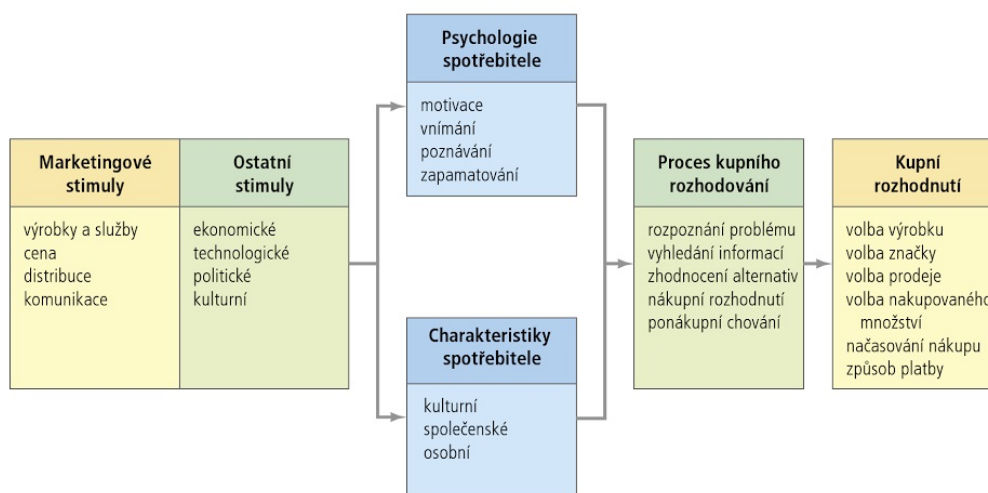 Marketingové
stimuly
výrobky a služby
cena
distribuce
komunikace
Ostatní
stimuly
ekonomické
technologické
politické
kulturní
Psychologie
spotřebitele
motivace
vnímání
poznávání
zapamatování
Charakteristiky
spotřebitele
kulturní
společenské
osobní
Proces kupního
rozhodování
rozpoznání problému
vyhledání informací
zhodnocení alternativ
nákupní rozhodnutí
ponákupní chování
Kupní
rozhodnutí
volba výrobku
volba značky
volba prodeje
volba nakupovaného
množství
načasování nákupu
způsob platby